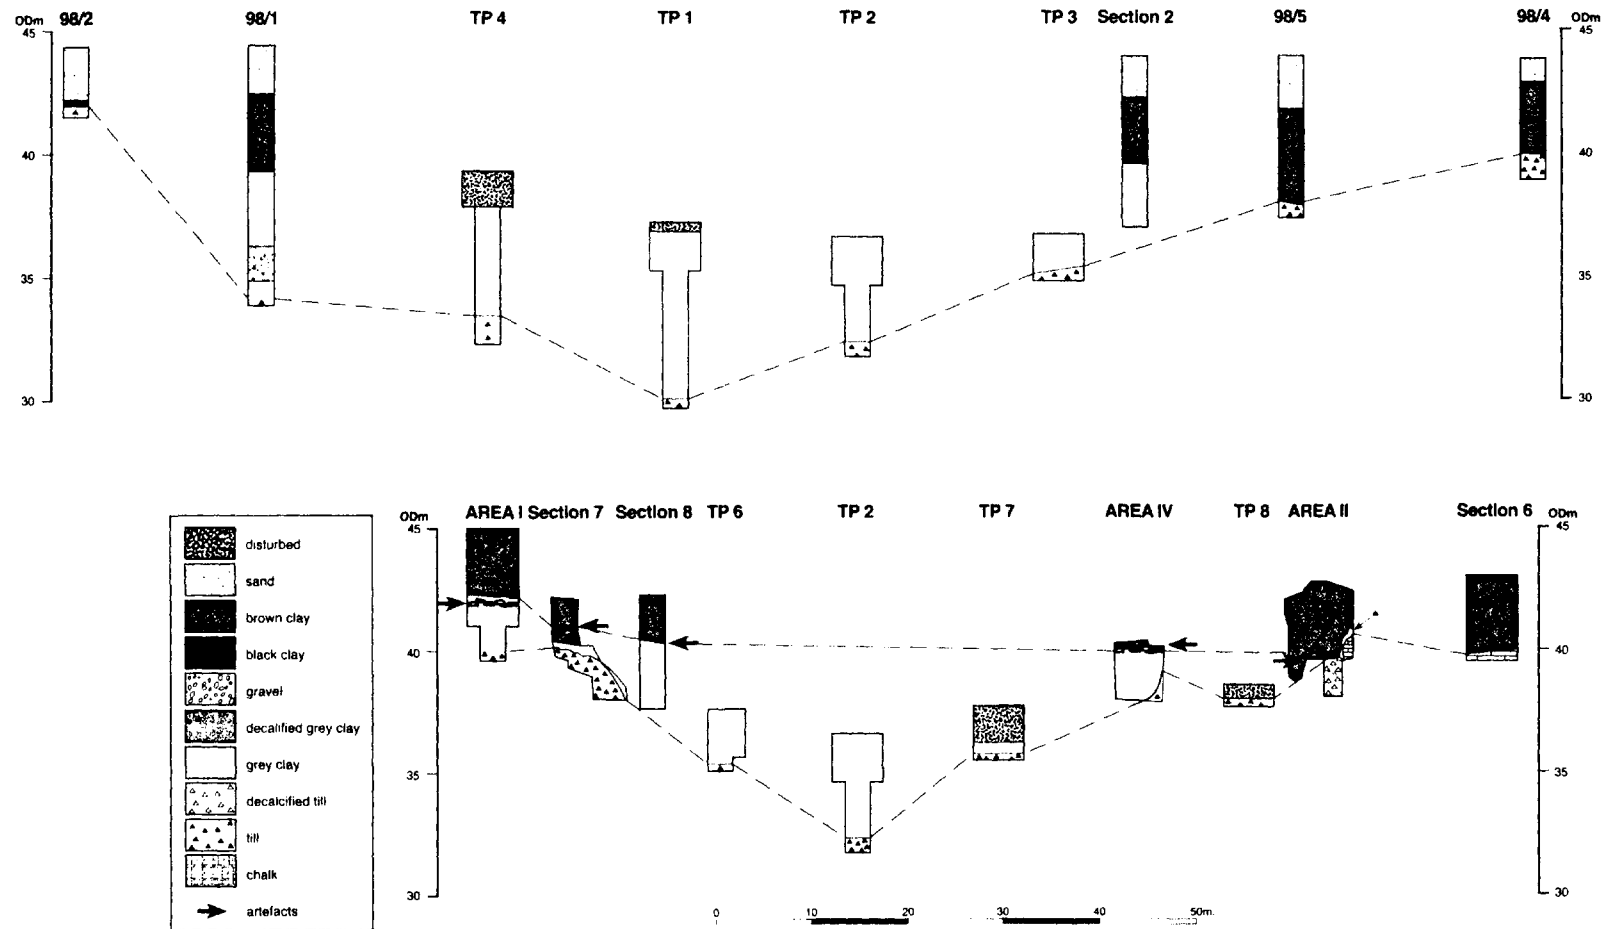 98/2 98/1 TP 4 TP 1 TP 2 TP 3 Section 2 98/5 98/4
ODm ODm
45 45
40 40
35 35
30 30
AREA I Section 7 Section 8 TP 6 TP 2 TP 7 AREA IV TP 8 AREA II Section 6
ODm ODm
45 45
40 40
35 35
30 30
disturbed
sand
brown clay
black clay
gravel
decalified grey clay
grey clay
decalcified till
till
chalk
artefacts
0 10 20 30 40 50m.